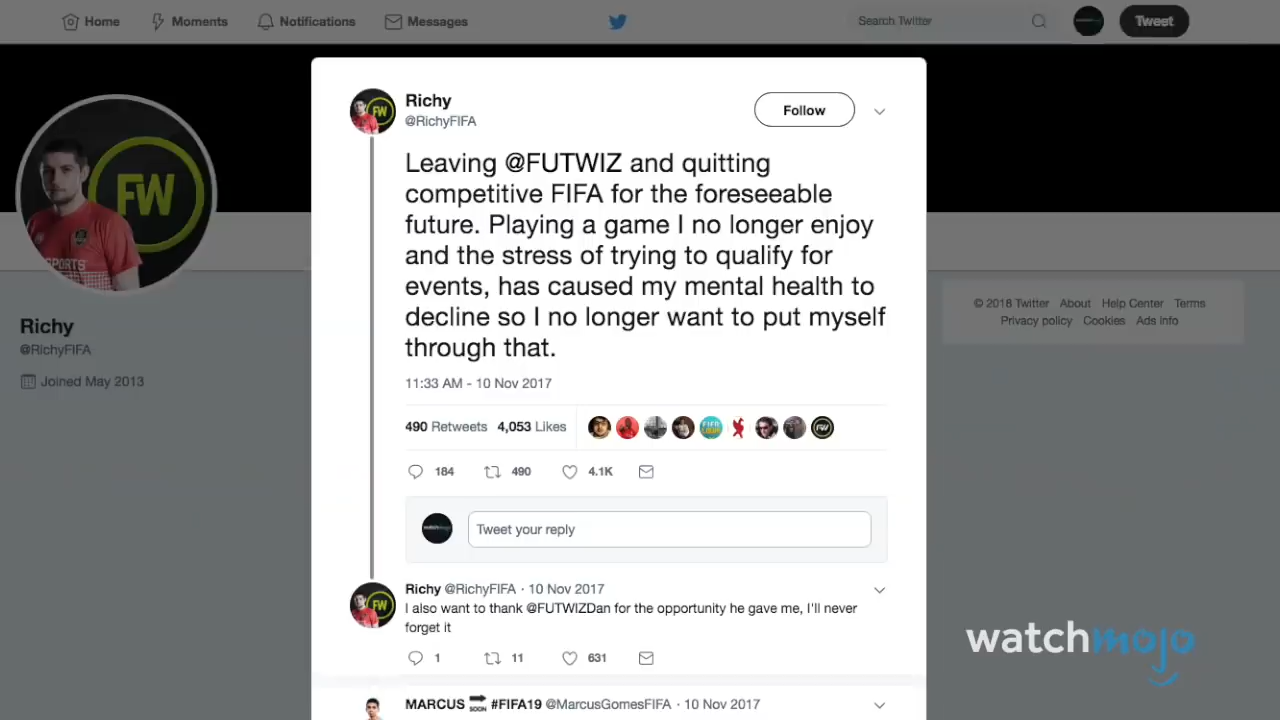 Home Moments Notifications Messages Search Twitter Tweet
Richy
@RichyFIFA
Follow
Leaving @FUTWIZ and quitting
competitive FIFA for the foreseeable
future. Playing a game I no longer enjoy
and the stress of trying to qualify for
events, has caused my mental health to
decline so I no longer want to put myself
through that.
11:33 AM - 10 Nov 2017
490 Retweets 4,053 Likes
184 490 4.1K
Tweet your reply
Richy @RichyFIFA · 10 Nov 2017
I also want to thank @FUTWIZDan for the opportunity he gave me, I'll never
forget it
1 11 631
MARCUS SOON #FIFA19 @MarcusGomesFIFA · 10 Nov 2017
FW
SPORTS
Richy
@RichyFIFA
Joined May 2013
© 2018 Twitter About Help Center Terms
Privacy policy Cookies Ads info
watchmojo